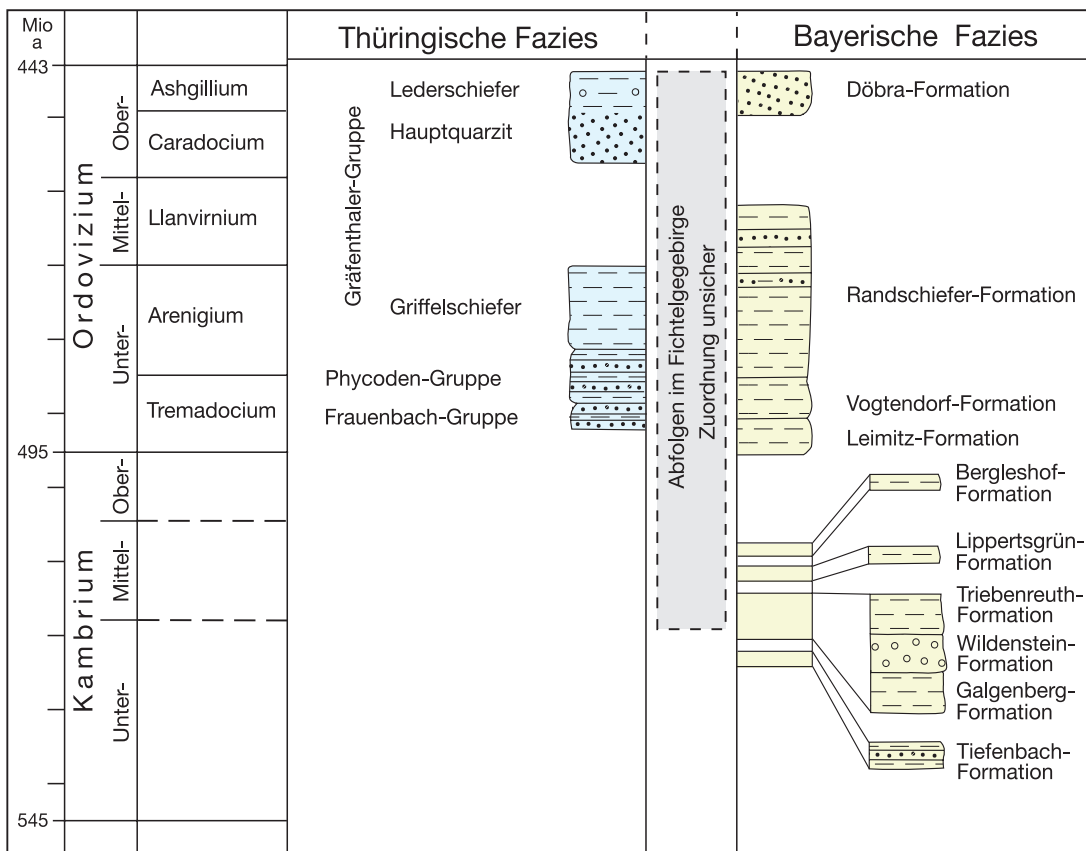 Mio
a
Thüringische Fazies
Bayerische Fazies
443
495
545
Ordovizium
Kambrium
Ober-
Mittel-
Unter-
Ober-
Mittel-
Unter-
Ashgillium
Caradocium
Llanvirnium
Arenigium
Tremadocium
Gräfenthaler-Gruppe
Lederschiefer
Hauptquarzit
Griffelschiefer
Phycoden-Gruppe
Frauenbach-Gruppe
Abfolgen im Fichtelgegebirge
Zuordnung unsicher
Döbra-Formation
Randschiefer-Formation
Vogtendorf-Formation
Leimitz-Formation
Bergleshof-
Formation
Lippertsgrün-
Formation
Triebenreuth-
Formation
Wildenstein-
Formation
Galgenberg-
Formation
Tiefenbach-
Formation